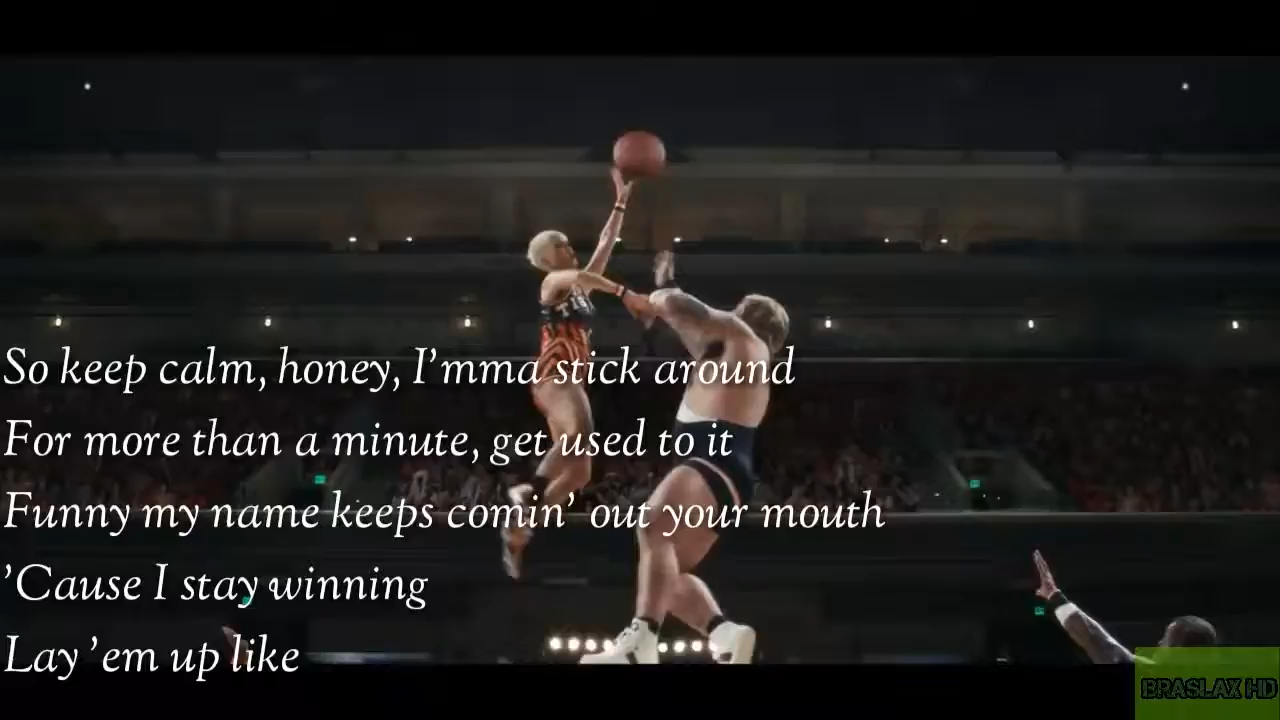 So keep calm, honey, I'mma stick around
For more than a minute, get used to it
Funny my name keeps comin' out your mouth
'Cause I stay winning
Lay 'em up like
BRASLAX HD